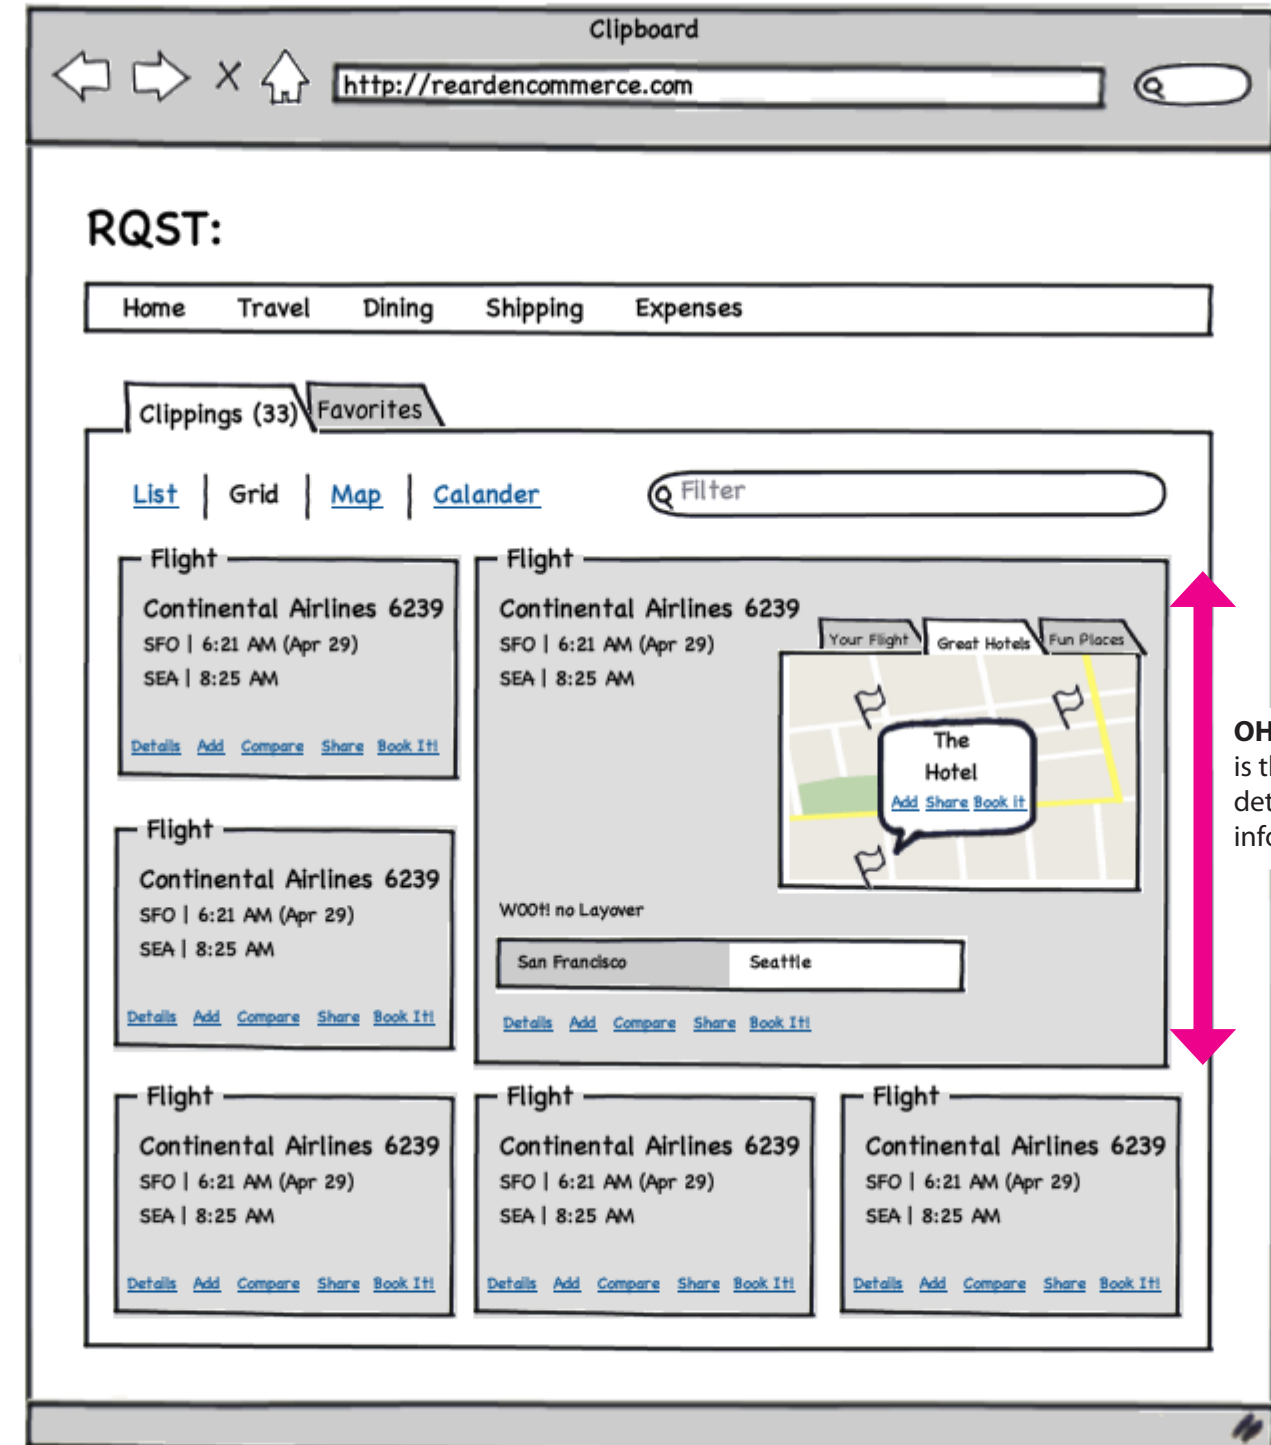 Clipboard
http://reardencommerce.com
RQST:
Home Travel Dining Shipping Expenses
Clippings (33) Favorites
List Grid Map Calander Filter
Flight
Continental Airlines 6239
SFO | 6:21 AM (Apr 29)
SEA | 8:25 AM
Details Add Compare Share Book It!
Flight
Continental Airlines 6239
SFO | 6:21 AM (Apr 29)
SEA | 8:25 AM
Your Flight Great Hotels Fun Places
The
Hotel
Add Share Book it
W00t! no Layover
San Francisco Seattle
Details Add Compare Share Book It!
OH
is
Flight
Continental Airlines 6239
SFO | 6:21 AM (Apr 29)
SEA | 8:25 AM
Details Add Compare Share Book It!
Flight
Continental Airlines 6239
SFO | 6:21 AM (Apr 29)
SEA | 8:25 AM
Details Add Compare Share Book It!
Flight
Continental Airlines 6239
SFO | 6:21 AM (Apr 29)
SEA | 8:25 AM
Details Add Compare Share Book It!
Flight
Continental Airlines 6239
SFO | 6:21 AM (Apr 29)
SEA | 8:25 AM
Details Add Compare Share Book It!